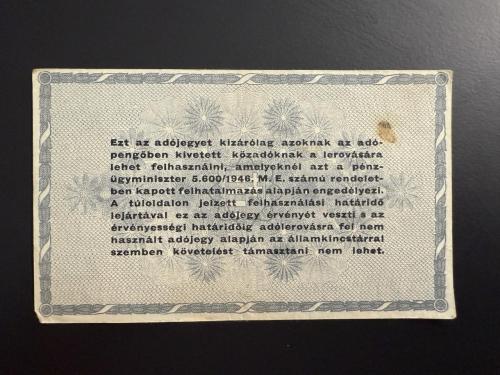 Ezt az adójegyet kizárólag azoknak az adó-
pengőben kivetett közadóknak a lerovására
lehet felhasználni, amelyeknél azt a pénz-
ügyminiszter 5.600/1946. M. E. számú rendelet-
ben kapott felhatalmazás alapján engedélyezi.
A túloldalon jelzett felhasználási határidő
lejártával ez az adójegy érvényét veszti s az
érvényességi határidőig adólerovásra fel nem
használt adójegy alapján az államkincstárral
szemben követelést támasztani nem lehet.